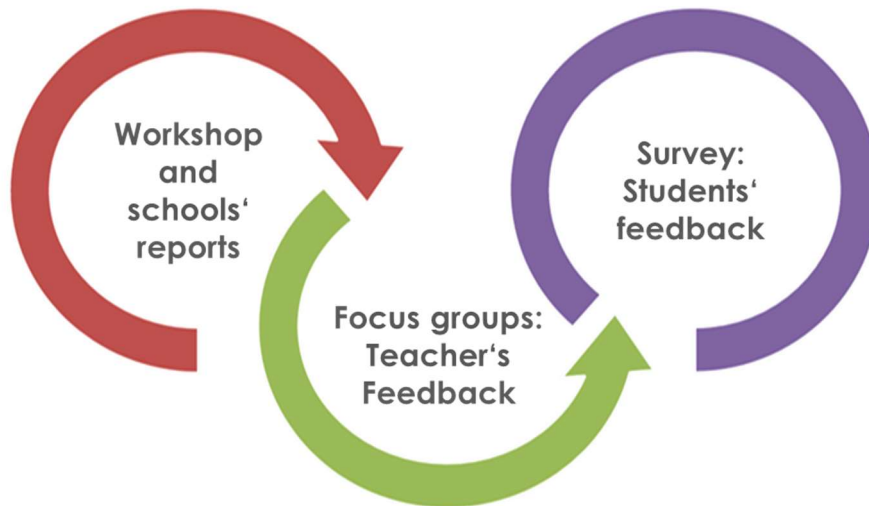 Workshop
and
schools‘
reports
Focus groups:
Teacher‘s
Feedback
Survey:
Students‘
feedback